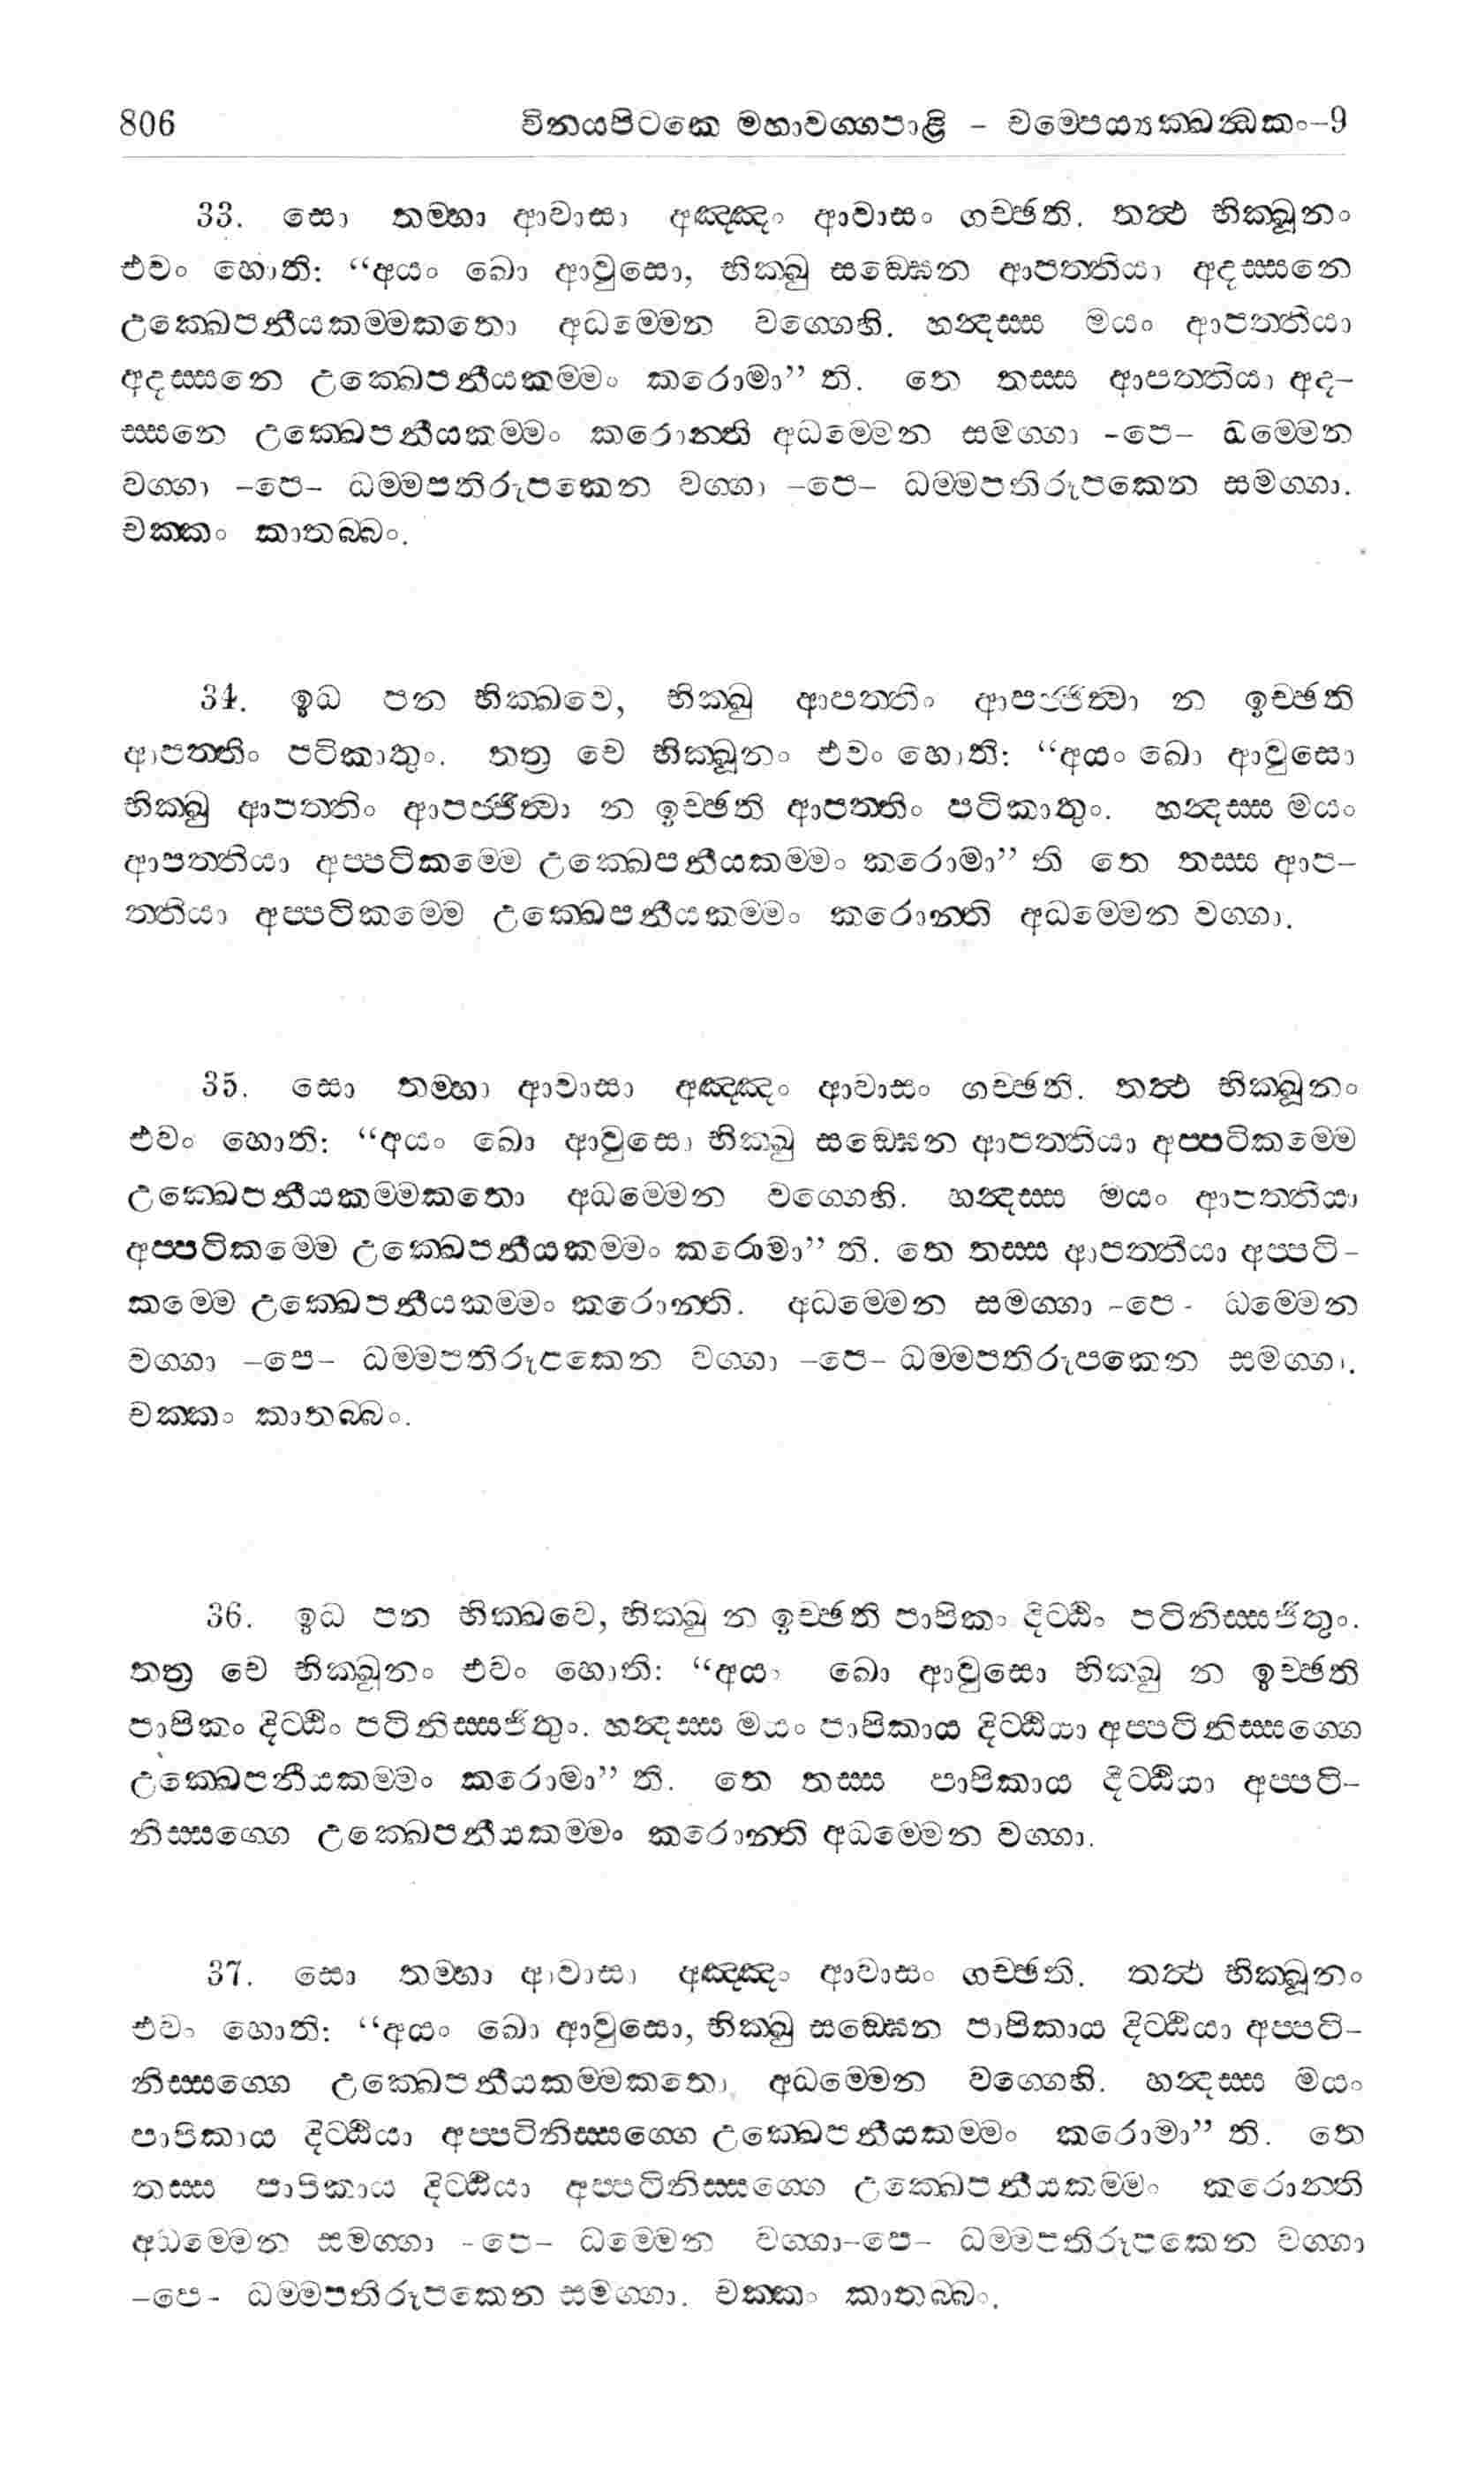 806 විනයපිටකෙ මහාවග්ගපාළි – චම්පෙය්‍යක්ඛන්ධකං–9
33. සො තම්හා ආවාසා අඤ්ඤං ආවාසං ගච්ඡති. තත්ථ භික්ඛූනං
එවං හොති: “අයං ඛො ආවුසො, භික්ඛු සඞ්ඝෙන ආපත්තියා අදස්සනෙ
උක්ඛෙපනීයකම්මකතො අධම්මෙන වග්ගෙහි. හන්දස්ස මයං ආපත්තියා
අදස්සනෙ උක්ඛෙපනීයකම්මං කරොමා” ති. තෙ තස්ස ආපත්තියා අද–
ස්සනෙ උක්ඛෙපනීයකම්මං කරොන්ති අධම්මෙන සමග්ගා –පෙ– ධම්මෙන
වග්ගා –පෙ– ධම්මපතිරූපකෙන වග්ගා –පෙ– ධම්මපතිරූපකෙන සමග්ගා.
චක්කං කාතබ්බං.
34. ඉධ පන භික්ඛවෙ, භික්ඛු ආපත්තිං ආපජ්ජිත්වා න ඉච්ඡති
ආපත්තිං පටිකාතුං. තත්‍ර චෙ භික්ඛූනං එවං හොති: “අයං ඛො ආවුසො
භික්ඛු ආපත්තිං ආපජ්ජිත්වා න ඉච්ඡති ආපත්තිං පටිකාතුං. හන්දස්ස මයං
ආපත්තියා අප්පටිකම්මෙ උක්ඛෙපනීයකම්මං කරොමා” ති තෙ තස්ස ආප–
ත්තියා අප්පටිකම්මෙ උක්ඛෙපනීයකම්මං කරොන්ති අධම්මෙන වග්ගා.
35. සො තම්හා ආවාසා අඤ්ඤං ආවාසං ගච්ඡති. තත්ථ භික්ඛූනං
එවං හොති: “අයං ඛො ආවුසො භික්ඛු සඞ්ඝෙන ආපත්තියා අප්පටිකම්මෙ
උක්ඛෙපනීයකම්මකතො අධම්මෙන වග්ගෙහි. හන්දස්ස මයං ආපත්තියා
අප්පටිකම්මෙ උක්ඛෙපනීයකම්මං කරොමා” ති. තෙ තස්ස ආපත්තියා අප්පටි–
කම්මෙ උක්ඛෙපනීයකම්මං කරොන්ති. අධම්මෙන සමග්ගා –පෙ– ධම්මෙන
වග්ගා –පෙ– ධම්මපතිරූපකෙන වග්ගා –පෙ– ධම්මපතිරූපකෙන සමග්ගා.
චක්කං කාතබ්බං.
36. ඉධ පන භික්ඛවෙ, භික්ඛු න ඉච්ඡති පාපිකං දිට්ඨිං පටිනිස්සජිතුං.
තත්‍ර චෙ භික්ඛූනං එවං හොති: “අයං ඛො ආවුසො භික්ඛු න ඉච්ඡති
පාපිකං දිට්ඨිං පටිනිස්සජිතුං. හන්දස්ස මයං පාපිකාය දිට්ඨියා අප්පටිනිස්සග්ගෙ
උක්ඛෙපනීයකම්මං කරොමා” ති. තෙ තස්ස පාපිකාය දිට්ඨියා අප්පටි–
නිස්සග්ගෙ උක්ඛෙපනීයකම්මං කරොන්ති අධම්මෙන වග්ගා.
37. සො තම්හා ආවාසා අඤ්ඤං ආවාසං ගච්ඡති. තත්ථ භික්ඛූනං
එවං හොති: “අයං ඛො ආවුසො, භික්ඛු සඞ්ඝෙන පාපිකාය දිට්ඨියා අප්පටි–
නිස්සග්ගෙ උක්ඛෙපනීයකම්මකතො, අධම්මෙන වග්ගෙහි. හන්දස්ස මයං
පාපිකාය දිට්ඨියා අප්පටිනිස්සග්ගෙ උක්ඛෙපනීයකම්මං කරොමා” ති. තෙ
තස්ස පාපිකාය දිට්ඨියා අප්පටිනිස්සග්ගෙ උක්ඛෙපනීයකම්මං කරොන්ති
අධම්මෙන සමග්ගා –පෙ– ධම්මෙන වග්ගා–පෙ– ධම්මපතිරූපකෙන වග්ගා
–පෙ– ධම්මපතිරූපකෙන සමග්ගා. චක්කං කාතබ්බං.